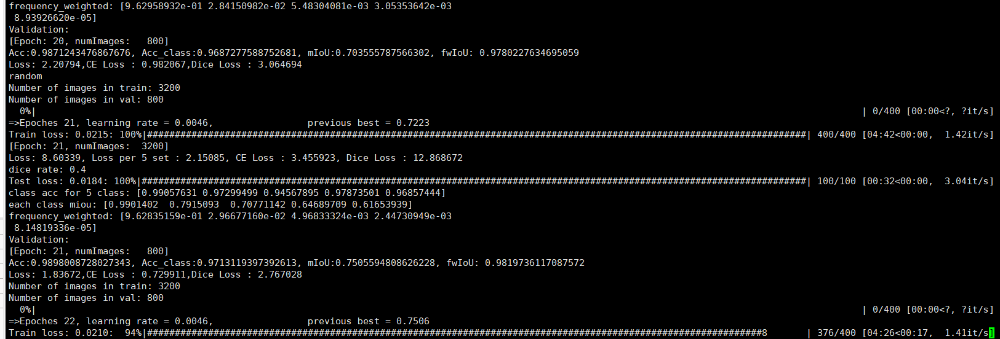 frequency_weighted: [9.62958932e-01 2.84150982e-02 5.48304081e-03 3.05353642e-03
 8.93926620e-05]
Validation:
[Epoch: 20, numImages:   800]
Acc:0.9871243476867676, Acc_class:0.9687277588752681, mIoU:0.703555787566302, fwIoU: 0.9780227634695059
Loss: 2.20794,CE Loss : 0.982067,Dice Loss : 3.064694
random
Number of images in train: 3200
Number of images in val: 800
  0%|                    | 0/400 [00:00<?, ?it/s]
=>Epoches 21, learning rate = 0.0046,                 previous best = 0.7223
Train loss: 0.0215: 100%|#######################################################################################################################| 400/400 [04:42<00:00,  1.42it/s]
[Epoch: 21, numImages:  3200]
Loss: 8.60339, Loss per 5 set : 2.15085, CE Loss : 3.455923, Dice Loss : 12.868672
dice rate: 0.4
Test loss: 0.0184: 100%|########################################################################################################################| 100/100 [00:32<00:00,  3.04it/s]
class acc for 5 class: [0.99057631 0.97299499 0.94567895 0.97873501 0.96857444]
each class miou: [0.9901402  0.7915093  0.70771142 0.64689709 0.61653939]
frequency_weighted: [9.62835159e-01 2.96677160e-02 4.96833324e-03 2.44730949e-03
 8.14819336e-05]
Validation:
[Epoch: 21, numImages:   800]
Acc:0.9898008728027343, Acc_class:0.9713119397392613, mIoU:0.7505594808626228, fwIoU: 0.9819736117087572
Loss: 1.83672,CE Loss : 0.729911,Dice Loss : 2.767028
Number of images in train: 3200
Number of images in val: 800
  0%|                    | 0/400 [00:00<?, ?it/s]
=>Epoches 22, learning rate = 0.0046,                 previous best = 0.7506
Train loss: 0.0210:  94%|###############################################################################################################8       | 376/400 [04:26<00:17,  1.41it/s]